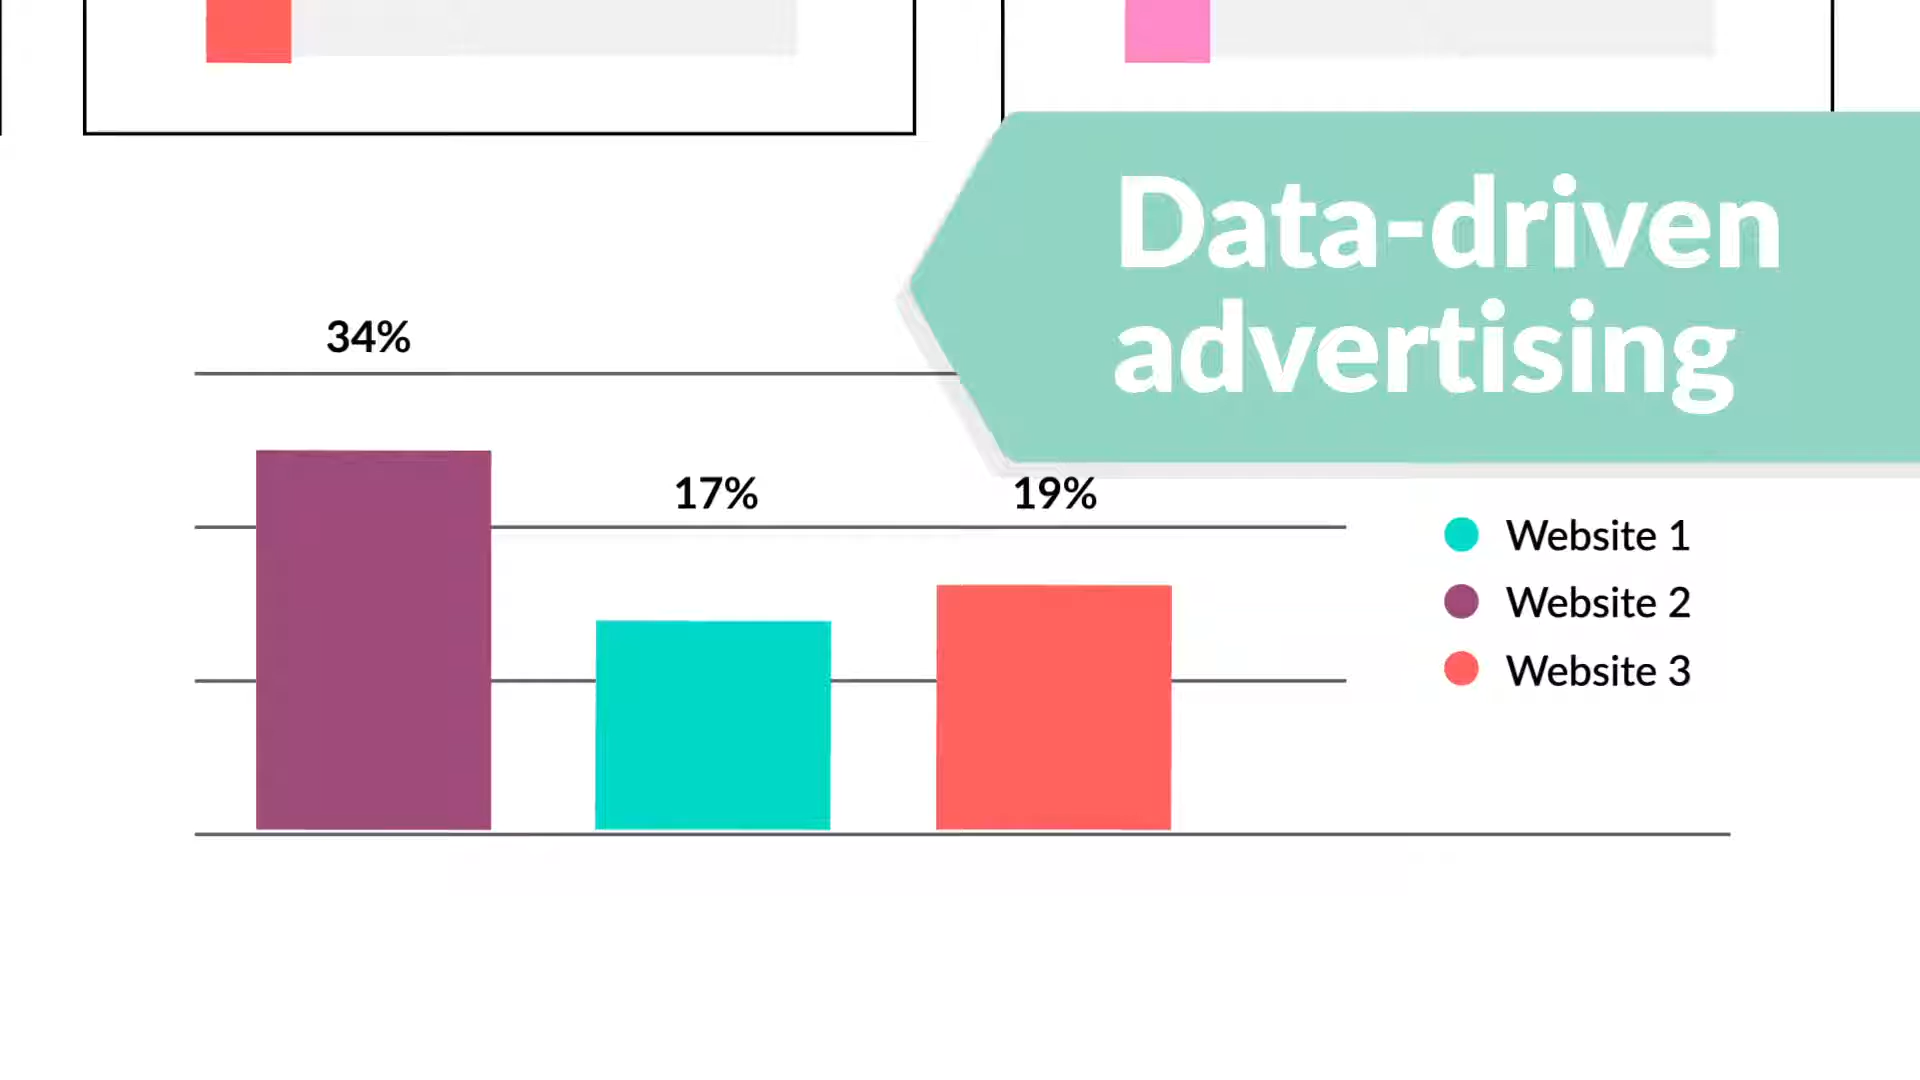 Data-driven
advertising
34%
17%
19%
Website 1
Website 2
Website 3